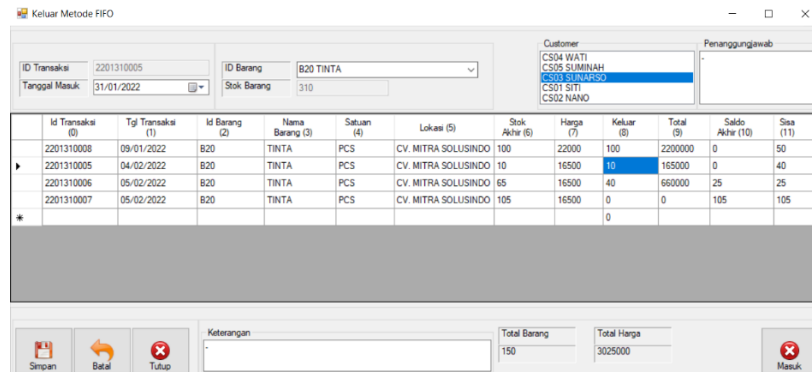 Keluar Metode FIFO
ID Transaksi 2201310005
Tanggal Masuk 31/01/2022
ID Barang B20 TINTA
Stok Barang 310
Customer
CS04 WATI
CS05 SUMINAH
CS03 SUNARSO
CS01 SITI
CS02 NANO
Penanggungjawab
-
Id Transaksi (0) Tgl Transaksi (1) Id Barang (2) Nama Barang (3) Satuan (4) Lokasi (5) Stok Akhir (6) Harga (7) Keluar (8) Total (9) Saldo Akhir (10) Sisa (11)
2201310008 09/01/2022 B20 TINTA PCS CV. MITRA SOLUSINDO 100 22000 100 2200000 0 50
2201310005 04/02/2022 B20 TINTA PCS CV. MITRA SOLUSINDO 10 16500 10 165000 0 40
2201310006 05/02/2022 B20 TINTA PCS CV. MITRA SOLUSINDO 65 16500 40 660000 25 25
2201310007 05/02/2022 B20 TINTA PCS CV. MITRA SOLUSINDO 105 16500 0 0 105 105
0
Simpan
Batal
Tutup
Keterangan
-
Total Barang
150
Total Harga
3025000
Masuk